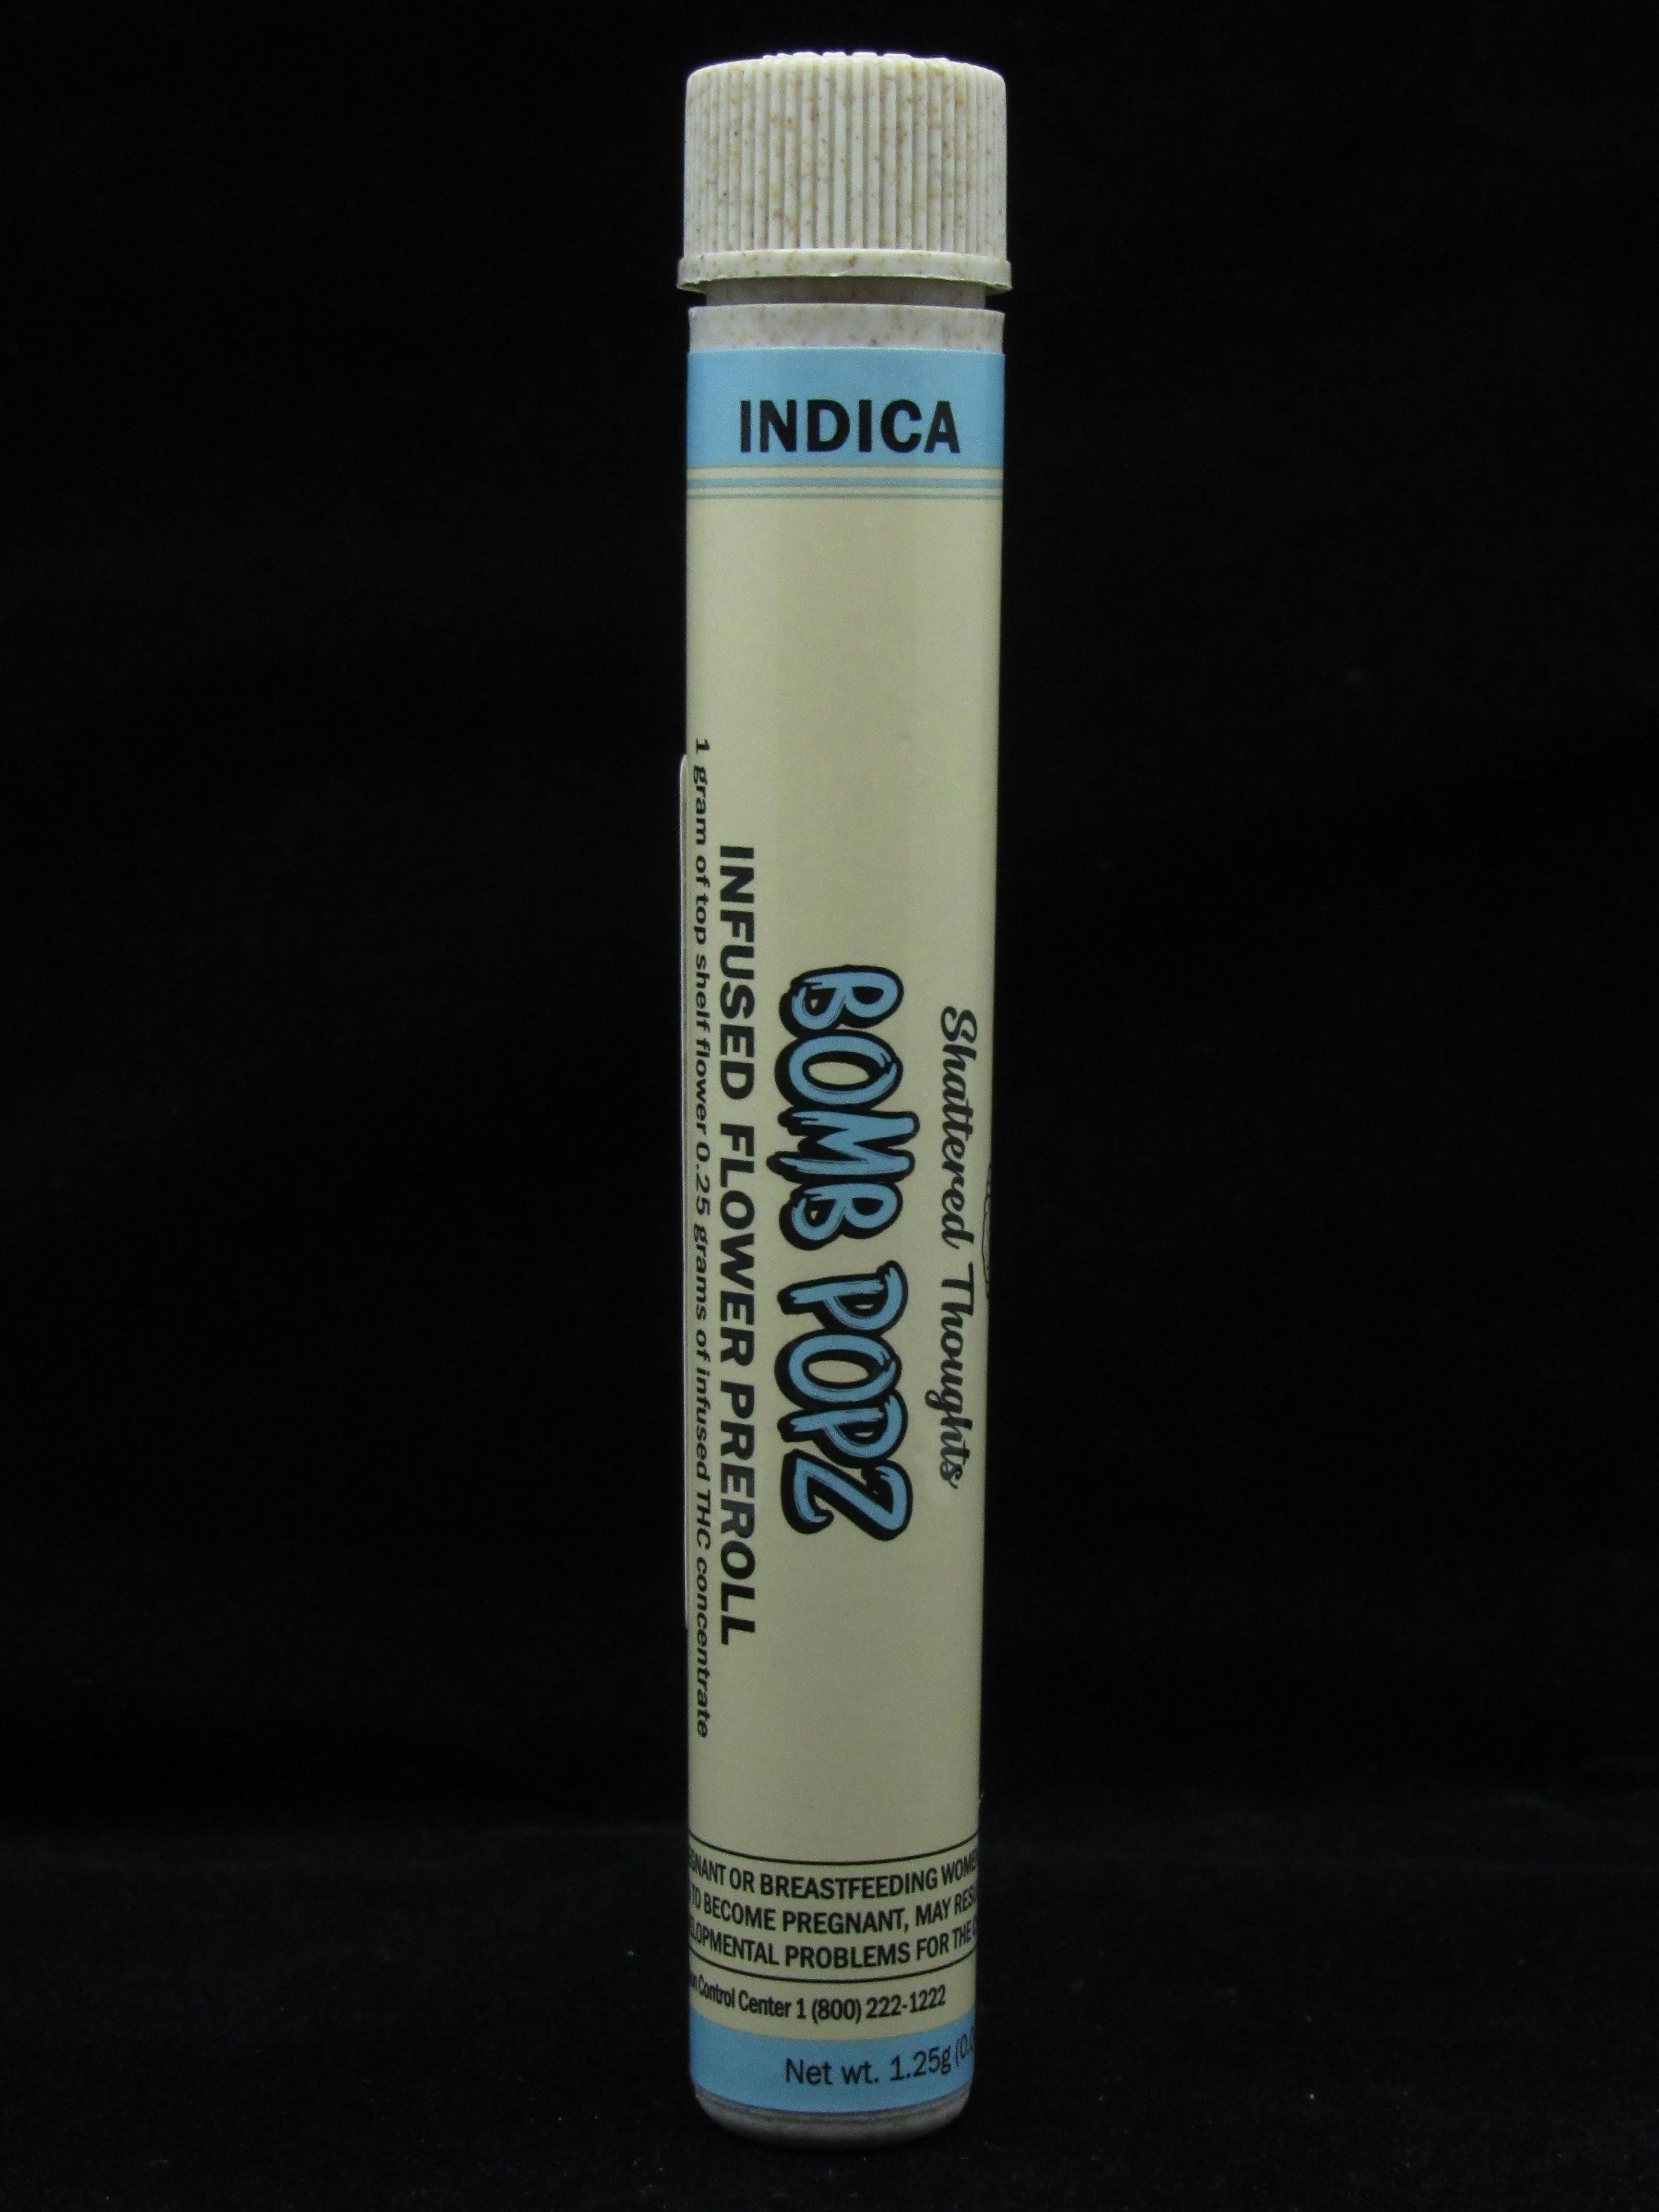 INDICA
Shattered Thoughts
BOMB POPZ
INFUSED FLOWER PREROLL
1 gram of top shelf flower 0.25 grams of infused THC concentrate
OR BREASTFEEDING
TO BECOME PREGNANT, MAY
PROBLEMS FOR THE
Control Center 1 (800) 222-1222
Net wt. 1.25g